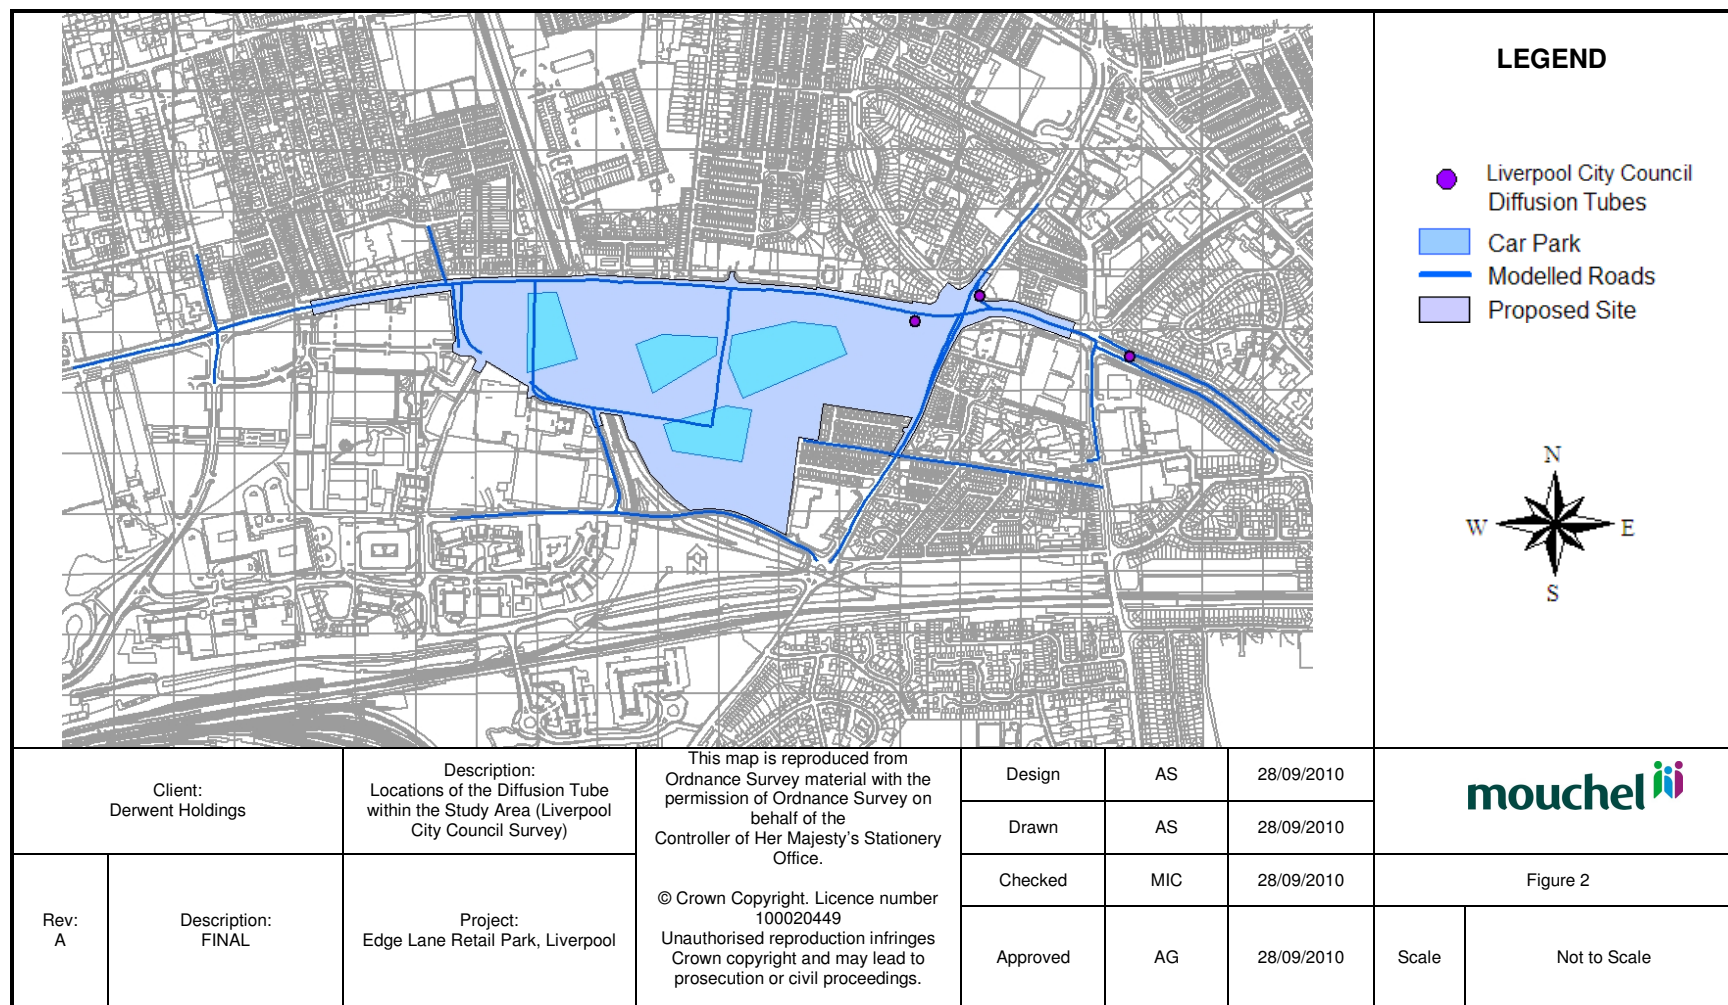 LEGEND
Liverpool City Council
Diffusion Tubes
Car Park
Modelled Roads
Proposed Site
N
W
E
S
N
Client:
Derwent Holdings
Description:
Locations of the Diffusion Tube
within the Study Area (Liverpool
City Council Survey)
This map is reproduced from
Ordnance Survey material with the
permission of Ordnance Survey on
behalf of the
Controller of Her Majesty's Stationery
Office.
© Crown Copyright. Licence number
100020449
Unauthorised reproduction infringes
Crown copyright and may lead to
prosecution or civil proceedings.
Design
AS
28/09/2010
Drawn
AS
28/09/2010
Checked
MIC
28/09/2010
Approved
AG
28/09/2010
mouchel
Figure 2
Rev:
A
Description:
FINAL
Project:
Edge Lane Retail Park, Liverpool
Scale
Not to Scale